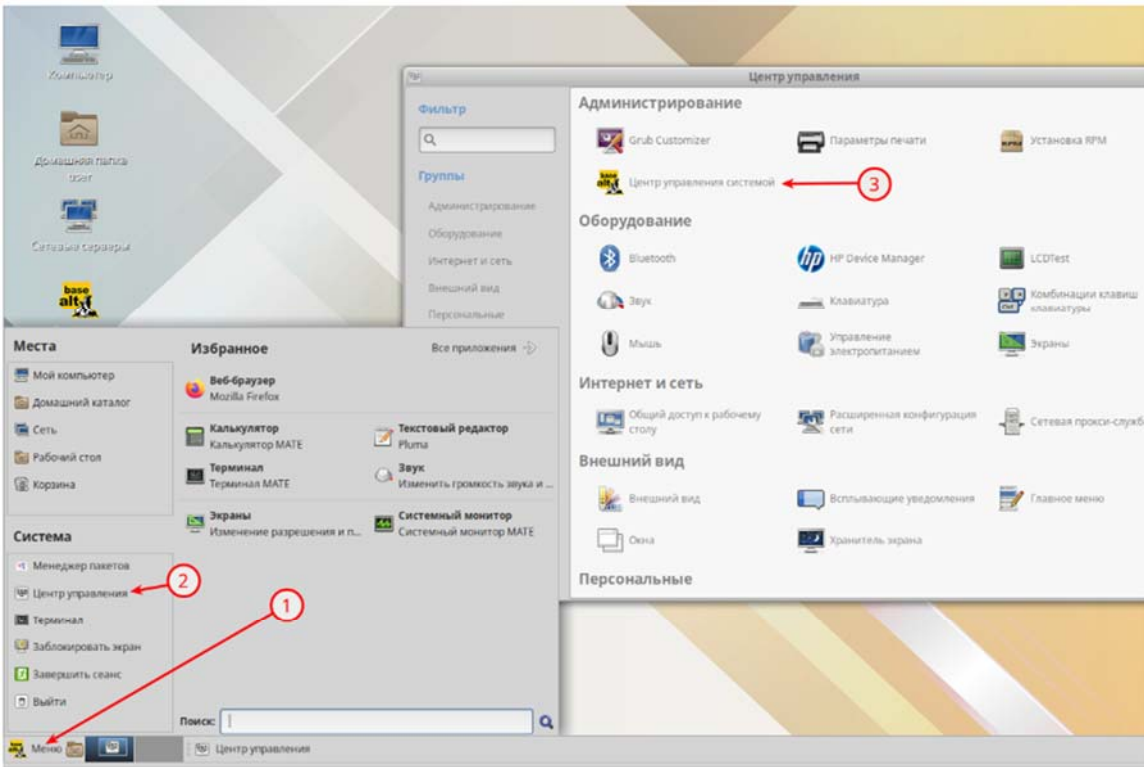 Компьютер
Домашняя папка
user
Сетевые серверы
base
alt
Центр управления
Фильтр
Группы
Администрирование
Оборудование
Интернет и сеть
Внешний вид
Персональные
Администрирование
Grub Customizer
Параметры печати
RPM
Установка RPM
base
alt
Центр управления системой
3
Оборудование
Bluetooth
hp
HP Device Manager
LCDTest
Звук
Клавиатура
Комбинации клавиш
клавиатуры
Мышь
Управление
электропитанием
Экраны
Интернет и сеть
Общий доступ к рабочему
столу
Расширенная конфигурация
сети
Сетевая прокси-служб
Внешний вид
Внешний вид
Всплывающие уведомления
Главное меню
Окна
Хранитель экрана
Персональные
Места
Мой компьютер
Домашний каталог
Сеть
Рабочий стол
Корзина
Система
Менеджер пакетов
Центр управления
2
Терминал
Заблокировать экран
Завершить сеанс
Выйти
Избранное
Все приложения
Веб-браузер
Mozilla Firefox
Калькулятор
Калькулятор MATE
Текстовый редактор
Pluma
Терминал
Терминал MATE
Звук
Изменить громкость звука и ...
Экраны
Изменение разрешения и п...
Системный монитор
Системный монитор MATE
1
Поиск:
Меню
Центр управления